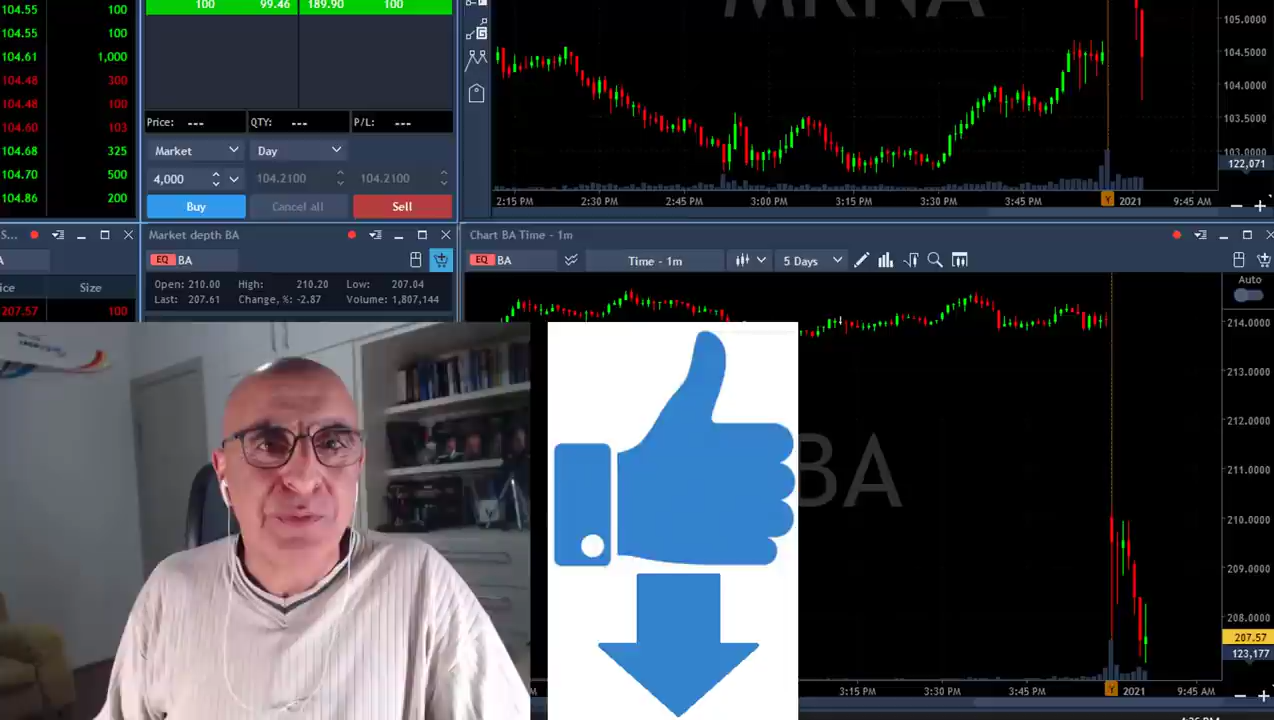 104.55 100
104.55 100
104.61 1,000
104.48 300
104.48 100
104.60 103
104.68 325
104.70 500
104.86 200
100 99.46 189.90 100
Price: --- QTY: --- P/L: ---
Market Day
4,000 104.2100 104.2100
Buy Cancel all Sell
MRNA
105.0000
104.5000
104.0000
103.5000
103.0000
122,071
2:15 PM 2:30 PM 2:45 PM 3:00 PM 3:15 PM 3:30 PM 3:45 PM Y 2021 9:45 AM
S...
A
ice Size
207.57 100
Market depth BA
EQ BA
Open: 210.00 High: 210.20 Low: 207.04
Last: 207.61 Change, %: -2.87 Volume: 1,807,144
Chart BA Time - 1m
EQ BA Time - 1m 5 Days
Auto
BA
214.0000
213.0000
212.0000
211.0000
210.0000
209.0000
208.0000
207.57
123,177
3:15 PM 3:30 PM 3:45 PM Y 2021 9:45 AM